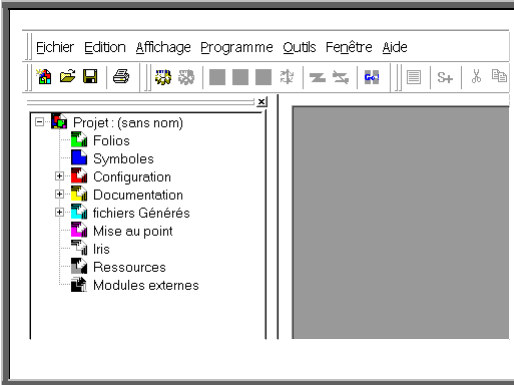 Fichier Edition Affichage Programme Outils Fenêtre Aide
S+
Projet : (sans nom)
Folios
Symboles
Configuration
Documentation
fichiers Générés
Mise au point
Iris
Ressources
Modules externes